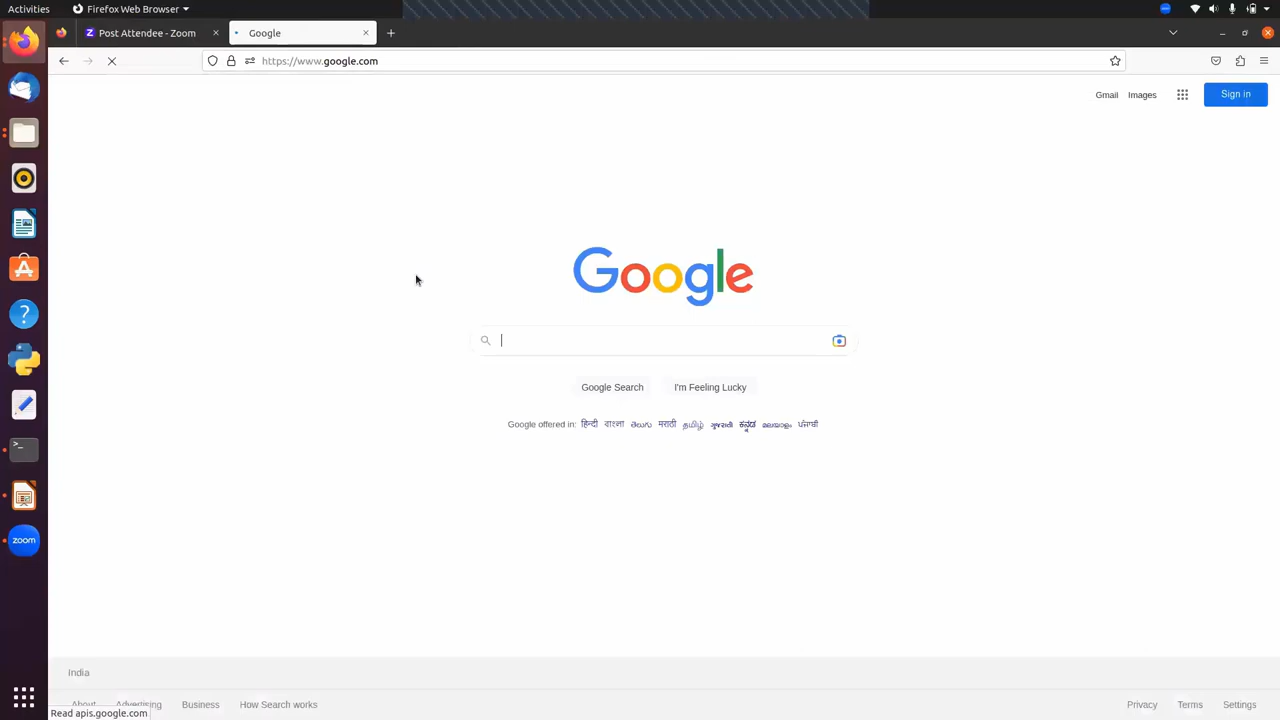 Activities Firefox Web Browser
Post Attendee - Zoom
Google
https://www.google.com
Gmail Images Sign in
Google
Google Search I'm Feeling Lucky
Google offered in: हिन्दी বাংলা తెలుగు मराठी தமிழ் ગુજરાતી ಕನ್ನಡ മലയാളം ਪੰਜਾਬੀ
zoom
India
About Advertising Business How Search works
Privacy Terms Settings
Read apis.google.com